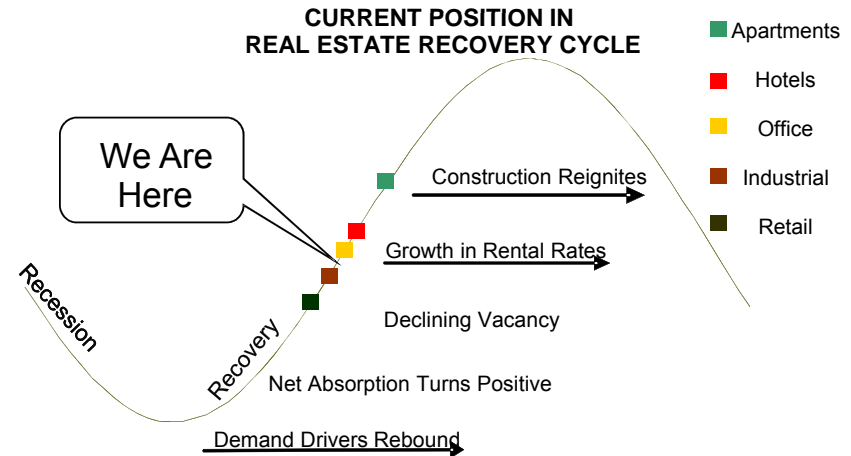 CURRENT POSITION IN
REAL ESTATE RECOVERY CYCLE
Apartments
Hotels
Office
Industrial
Retail
We Are
Here
Construction Reignites
Growth in Rental Rates
Declining Vacancy
Net Absorption Turns Positive
Demand Drivers Rebound
Recession
Recovery